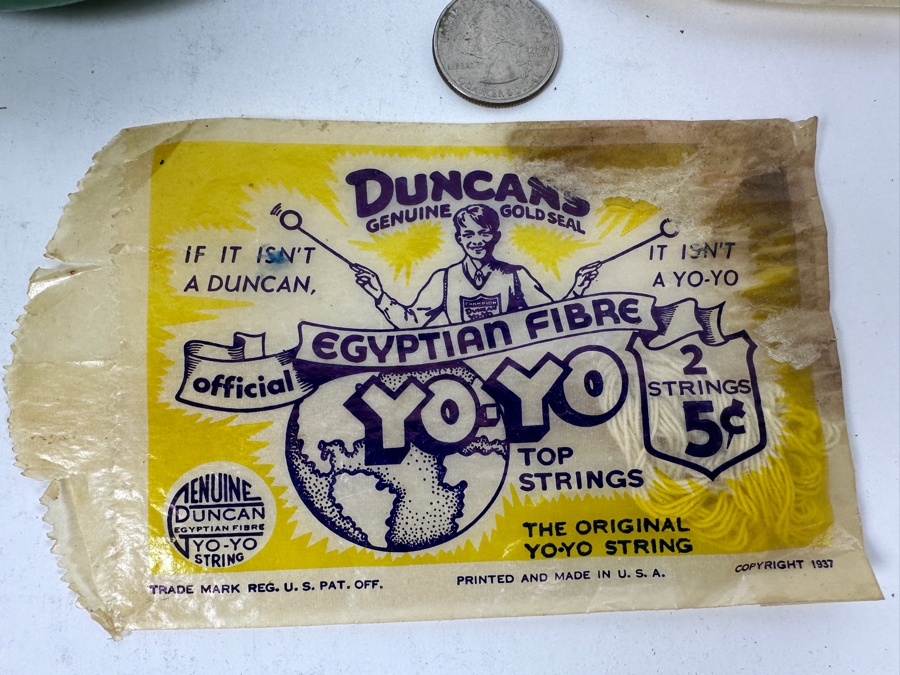 DUNCAN'S
GENUINE GOLD SEAL
IF IT ISN'T
A DUNCAN,
IT ISN'T
A YO-YO
CHAMPION
EGYPTIAN FIBRE
official
YO-YO
2
STRINGS
5¢
TOP
STRINGS
GENUINE
DUNCAN
EGYPTIAN FIBRE
YO-YO
STRING
THE ORIGINAL
YO-YO STRING
TRADE MARK REG. U. S. PAT. OFF.
PRINTED AND MADE IN U. S. A.
COPYRIGHT 1937